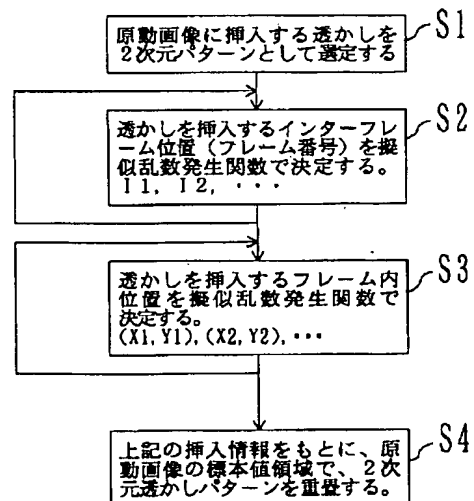 S1
原動画像に挿入する透かしを
2次元パターンとして選定する
S2
透かしを挿入するインターフレー
ム位置（フレーム番号）を擬
似乱数発生関数で決定する。
I1, I2, ・・・
S3
透かしを挿入するフレーム内
位置を擬似乱数発生関数で
決定する。
(X1,Y1),(X2,Y2),・・・
S4
上記の挿入情報をもとに、原
動画像の標本値領域で、2次
元透かしパターンを重畳する。